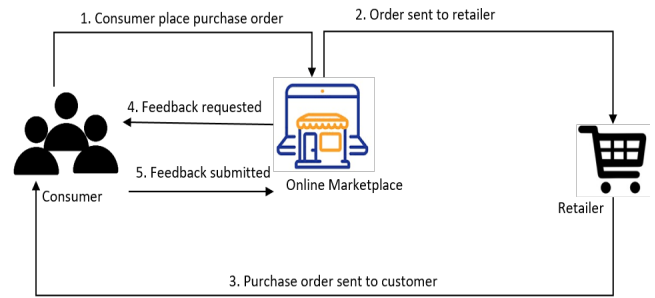 1. Consumer place purchase order
2. Order sent to retailer
4. Feedback requested
5. Feedback submitted
Online Marketplace
Consumer
Retailer
3. Purchase order sent to customer